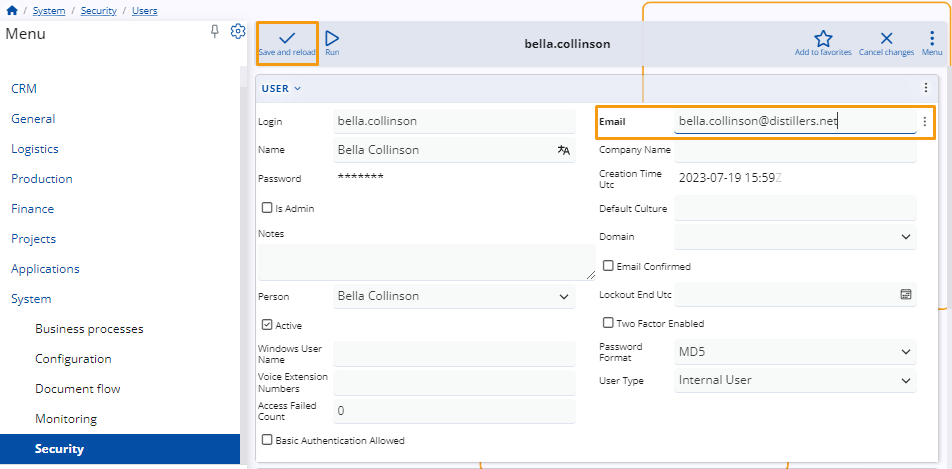 / System / Security / Users
Menu
CRM
General
Logistics
Production
Finance
Projects
Applications
System
Business processes
Configuration
Document flow
Monitoring
Security
Save and reload
Run
bella.collinson
Add to favorites
Cancel changes
Menu
USER
Login
bella.collinson
Name
Bella Collinson
Password
*******
Is Admin
Notes
Person
Bella Collinson
Active
Windows User
Name
Voice Extension
Numbers
Access Failed
Count
0
Basic Authentication Allowed
Email
bella.collinson@distillers.net
Company Name
Creation Time
Utc
2023-07-19 15:59Z
Default Culture
Domain
Email Confirmed
Lockout End Utc
Two Factor Enabled
Password
Format
MD5
User Type
Internal User